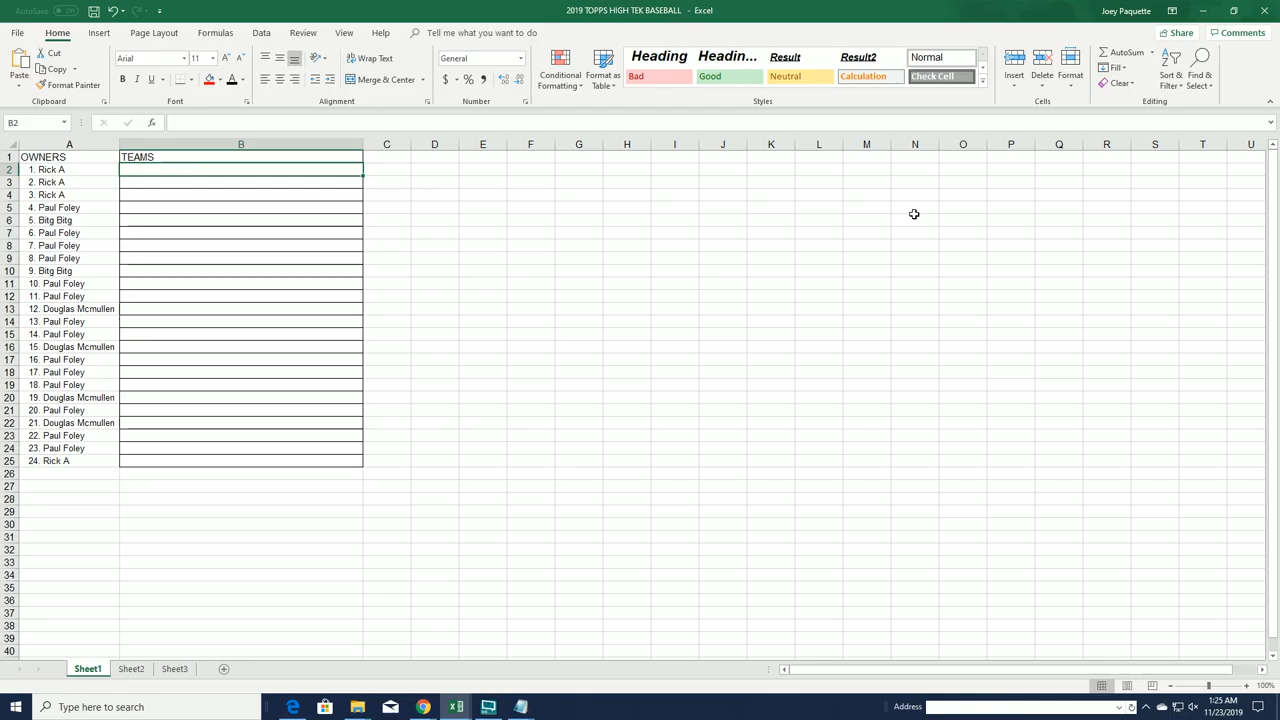 AutoSave Off
2019 TOPPS HIGH TEK BASEBALL - Excel
Joey Paquette
File Home Insert Page Layout Formulas Data Review View Help Tell me what you want to do
Share Comments
Paste
Cut
Copy
Format Painter
Clipboard
Arial 11
B I U
Font
Wrap Text
Merge & Center
Alignment
General
$ % ,
Number
Conditional Formatting
Format as Table
Heading Headin... Result Result2 Normal
Bad Good Neutral Calculation Check Cell
Styles
Insert Delete Format
Cells
AutoSum
Fill
Clear
Sort & Filter
Find & Select
Editing
B2
fx
A B C D E F G H I J K L M N O P Q R S T U
1 OWNERS TEAMS
2 1. Rick A
3 2. Rick A
4 3. Rick A
5 4. Paul Foley
6 5. Bitg Bitg
7 6. Paul Foley
8 7. Paul Foley
9 8. Paul Foley
10 9. Bitg Bitg
11 10. Paul Foley
12 11. Paul Foley
13 12. Douglas Mcmullen
14 13. Paul Foley
15 14. Paul Foley
16 15. Douglas Mcmullen
17 16. Paul Foley
18 17. Paul Foley
19 18. Paul Foley
20 19. Douglas Mcmullen
21 20. Paul Foley
22 21. Douglas Mcmullen
23 22. Paul Foley
24 23. Paul Foley
25 24. Rick A
26
27
28
29
30
31
32
33
34
35
36
37
38
39
40
Sheet1 Sheet2 Sheet3
100%
Type here to search
Address
1:25 AM
11/23/2019